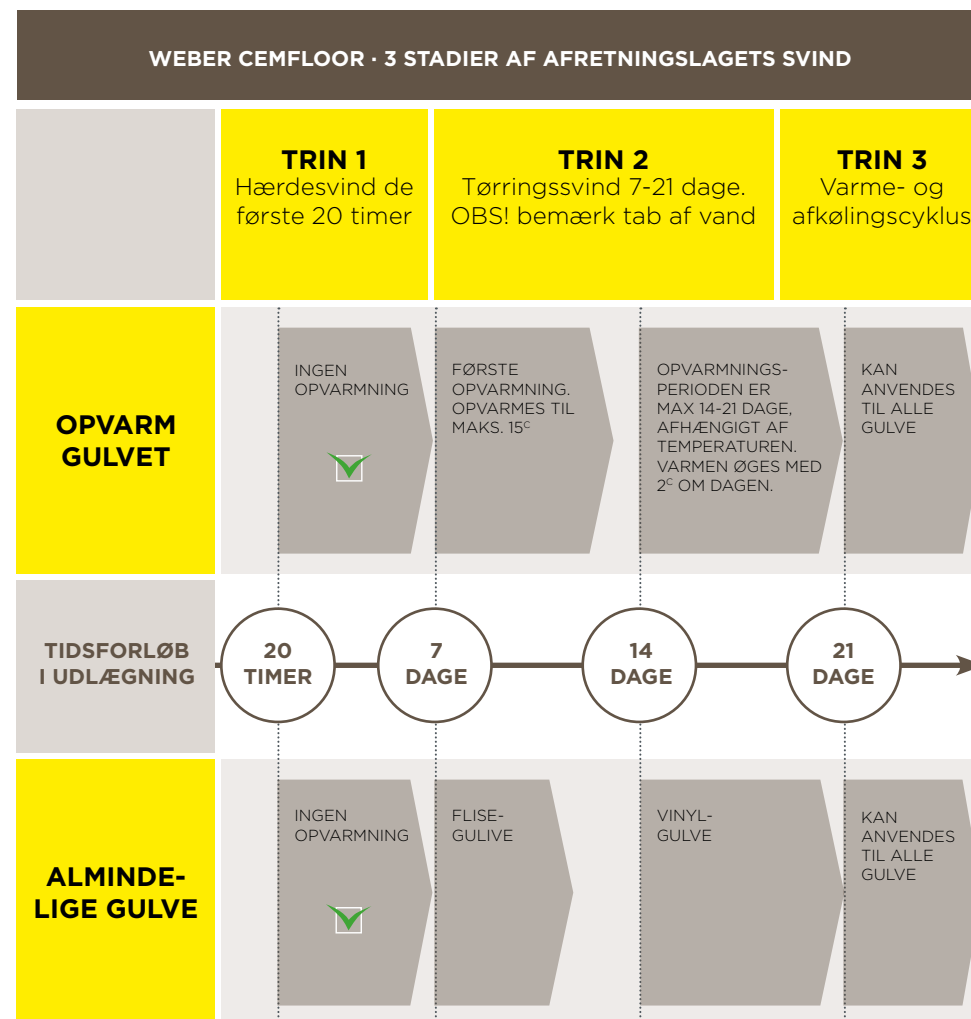 WEBER CEMFLOOR · 3 STADIER AF AFRETNINGSLAGETS SVIND
TRIN 1
Hærdesvind de
første 20 timer
TRIN 2
Tørringssvind 7-21 dage.
OBS! bemærk tab af vand
TRIN 3
Varme- og
afkølingscyklus
OPVARM
GULVET
INGEN
OPVARMNING
FØRSTE
OPVARMNING.
OPVARMES TIL
MAKS. 15ᶜ
OPVARMNINGS-
PERIODEN ER
MAX 14-21 DAGE,
AFHÆNGIGT AF
TEMPERATUREN.
VARMEN ØGES MED
2ᶜ OM DAGEN.
KAN
ANVENDES
TIL ALLE
GULVE
TIDSFORLØB
I UDLÆGNING
20
TIMER
7
DAGE
14
DAGE
21
DAGE
ALMINDE-
LIGE GULVE
INGEN
OPVARMNING
FLISE-
GULIVE
VINYL-
GULVE
KAN
ANVENDES
TIL ALLE
GULVE